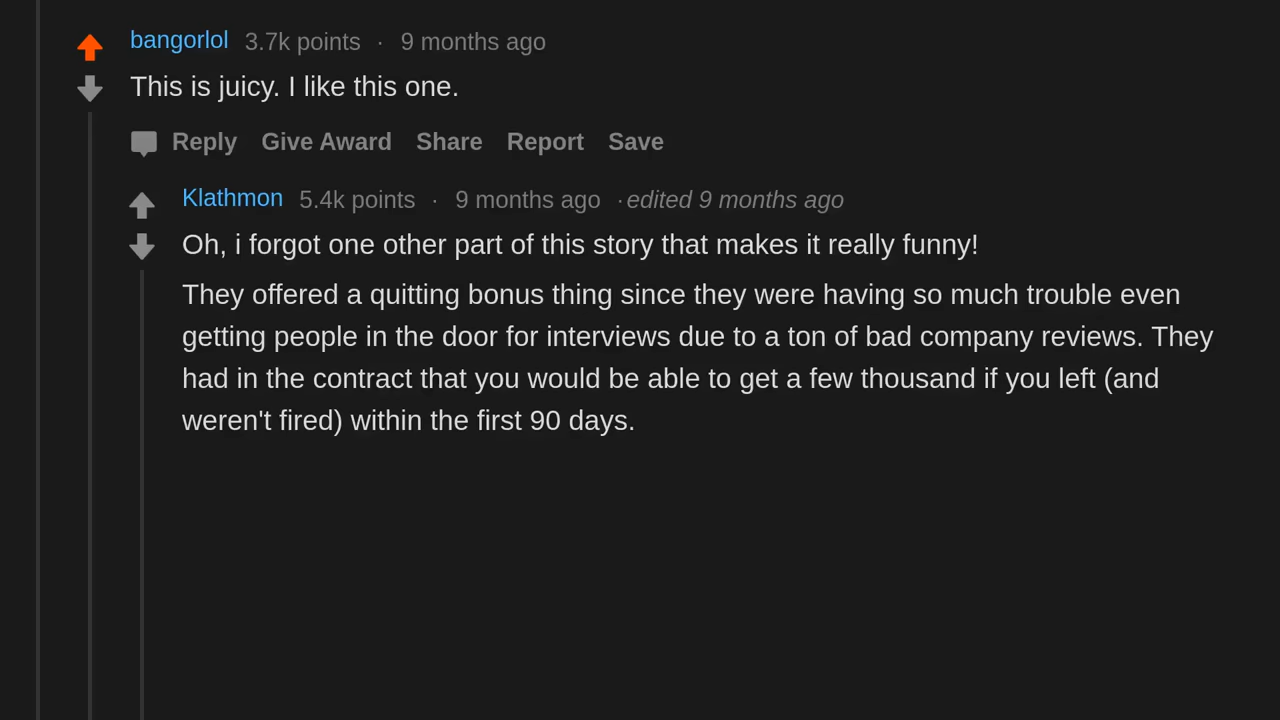 bangorlol 3.7k points · 9 months ago
This is juicy. I like this one.
Reply Give Award Share Report Save
Klathmon 5.4k points · 9 months ago · edited 9 months ago
Oh, i forgot one other part of this story that makes it really funny!
They offered a quitting bonus thing since they were having so much trouble even
getting people in the door for interviews due to a ton of bad company reviews. They
had in the contract that you would be able to get a few thousand if you left (and
weren't fired) within the first 90 days.